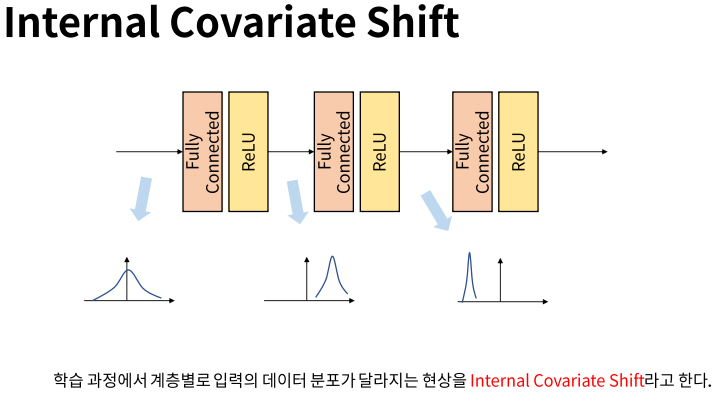 Internal Covariate Shift
Fully
Connected
ReLU
Fully
Connected
ReLU
Fully
Connected
ReLU
학습 과정에서 계층별로 입력의 데이터 분포가 달라지는 현상을 Internal Covariate Shift라고 한다.